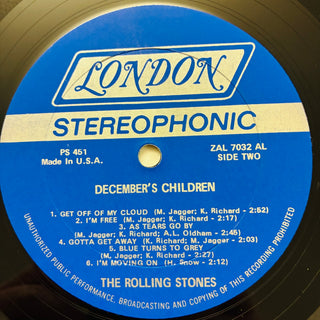 LONDON
STEREOPHONIC
PS 451
Made in U.S.A.
ZAL 7032 AL
SIDE TWO
DECEMBER'S CHILDREN
1. GET OFF OF MY CLOUD (M. Jagger; K. Richard - 2:52)
2. I'M FREE (M. Jagger; K. Richard - 2:17)
3. AS TEARS GO BY
(M. Jagger; K. Richard; A.L. Oldham - 2:45)
4. GOTTA GET AWAY (K. Richard; M. Jagger - 2:03)
5. BLUE TURNS TO GREY
(M. Jagger; K. Richard - 2:27)
6. I'M MOVING ON (H. Snow - 2:12)
THE ROLLING STONES
UNAUTHORIZED PUBLIC PERFORMANCE, BROADCASTING AND COPYING OF THIS RECORDING PROHIBITED